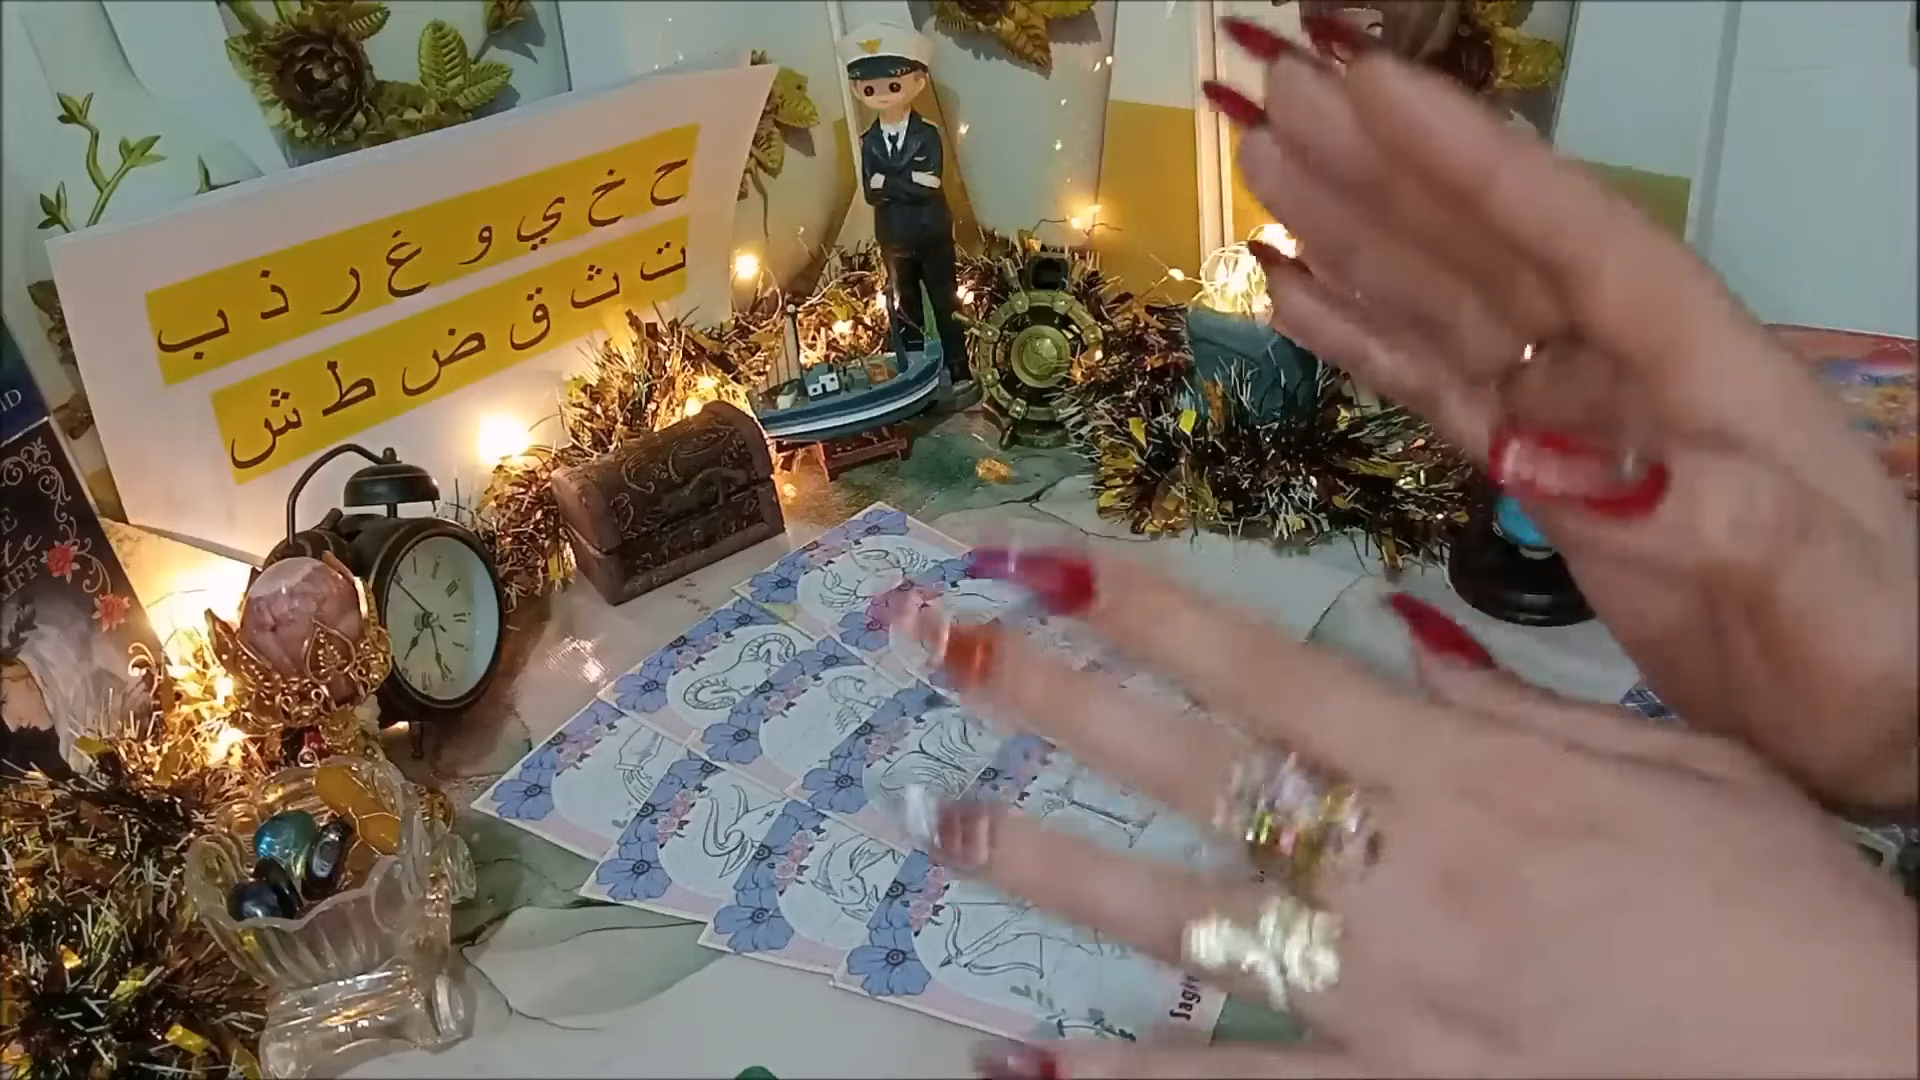 ح خ ي و غ ر ذ ب
ت ث ق ض ط ش